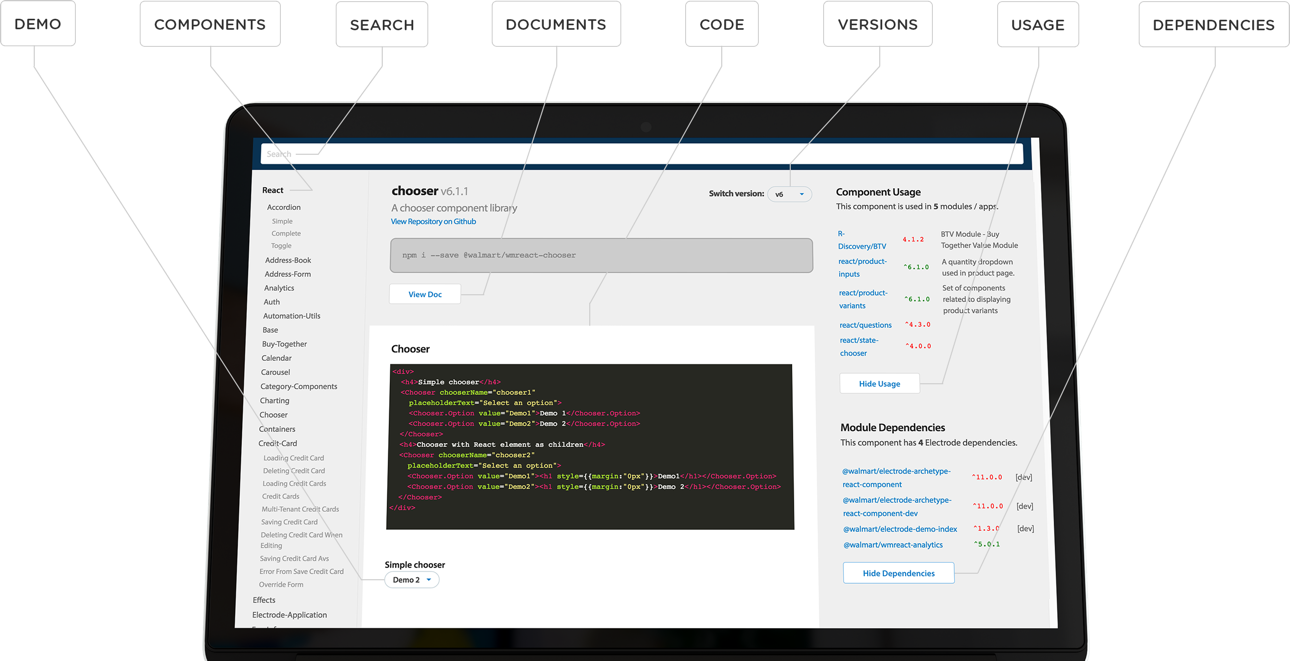 DEMO
COMPONENTS
SEARCH
DOCUMENTS
CODE
VERSIONS
USAGE
DEPENDENCIES
Search
React
Accordion
Simple
Complete
Toggle
Address-Book
Address-Form
Analytics
Auth
Automation-Utils
Base
Buy-Together
Calendar
Carousel
Category-Components
Charting
Chooser
Containers
Credit-Card
Loading Credit Card
Deleting Credit Card
Loading Credit Cards
Credit Cards
Multi-Tenant Credit Cards
Saving Credit Card
Deleting Credit Card When
Editing
Saving Credit Card Avs
Error From Save Credit Card
Override Form
Effects
Electrode-Application
chooser v6.1.1
A chooser component library
View Repository on Github
Switch version: v6
npm i --save @walmart/wmreact-chooser
View Doc
Chooser
<div>
<h4>Simple chooser</h4>
<Chooser chooserName="chooser1"
placeholderText="Select an option">
<Chooser.Option value="Demo1">Demo 1</Chooser.Option>
<Chooser.Option value="Demo2">Demo 2</Chooser.Option>
</Chooser>
<h4>Chooser with React element as children</h4>
<Chooser chooserName="chooser2"
placeholderText="Select an option">
<Chooser.Option value="Demo1"><h1 style={{margin:"0px"}}>Demo1</h1></Chooser.Option>
<Chooser.Option value="Demo2"><h1 style={{margin:"0px"}}>Demo 2</h1></Chooser.Option>
</Chooser>
</div>
Simple chooser
Demo 2
Component Usage
This component is used in 5 modules / apps.
R-
Discovery/BTV
4.1.2
BTV Module - Buy
Together Value Module
react/product-
inputs
^6.1.0
A quantity dropdown
used in product page.
react/product-
variants
^6.1.0
Set of components
related to displaying
product variants
react/questions ^4.3.0
react/state-
chooser
^4.0.0
Hide Usage
Module Dependencies
This component has 4 Electrode dependencies.
@walmart/electrode-archetype-
react-component
^11.0.0 [dev]
@walmart/electrode-archetype-
react-component-dev
^11.0.0 [dev]
@walmart/electrode-demo-index ^1.3.0 [dev]
@walmart/wmreact-analytics ^5.0.1
Hide Dependencies